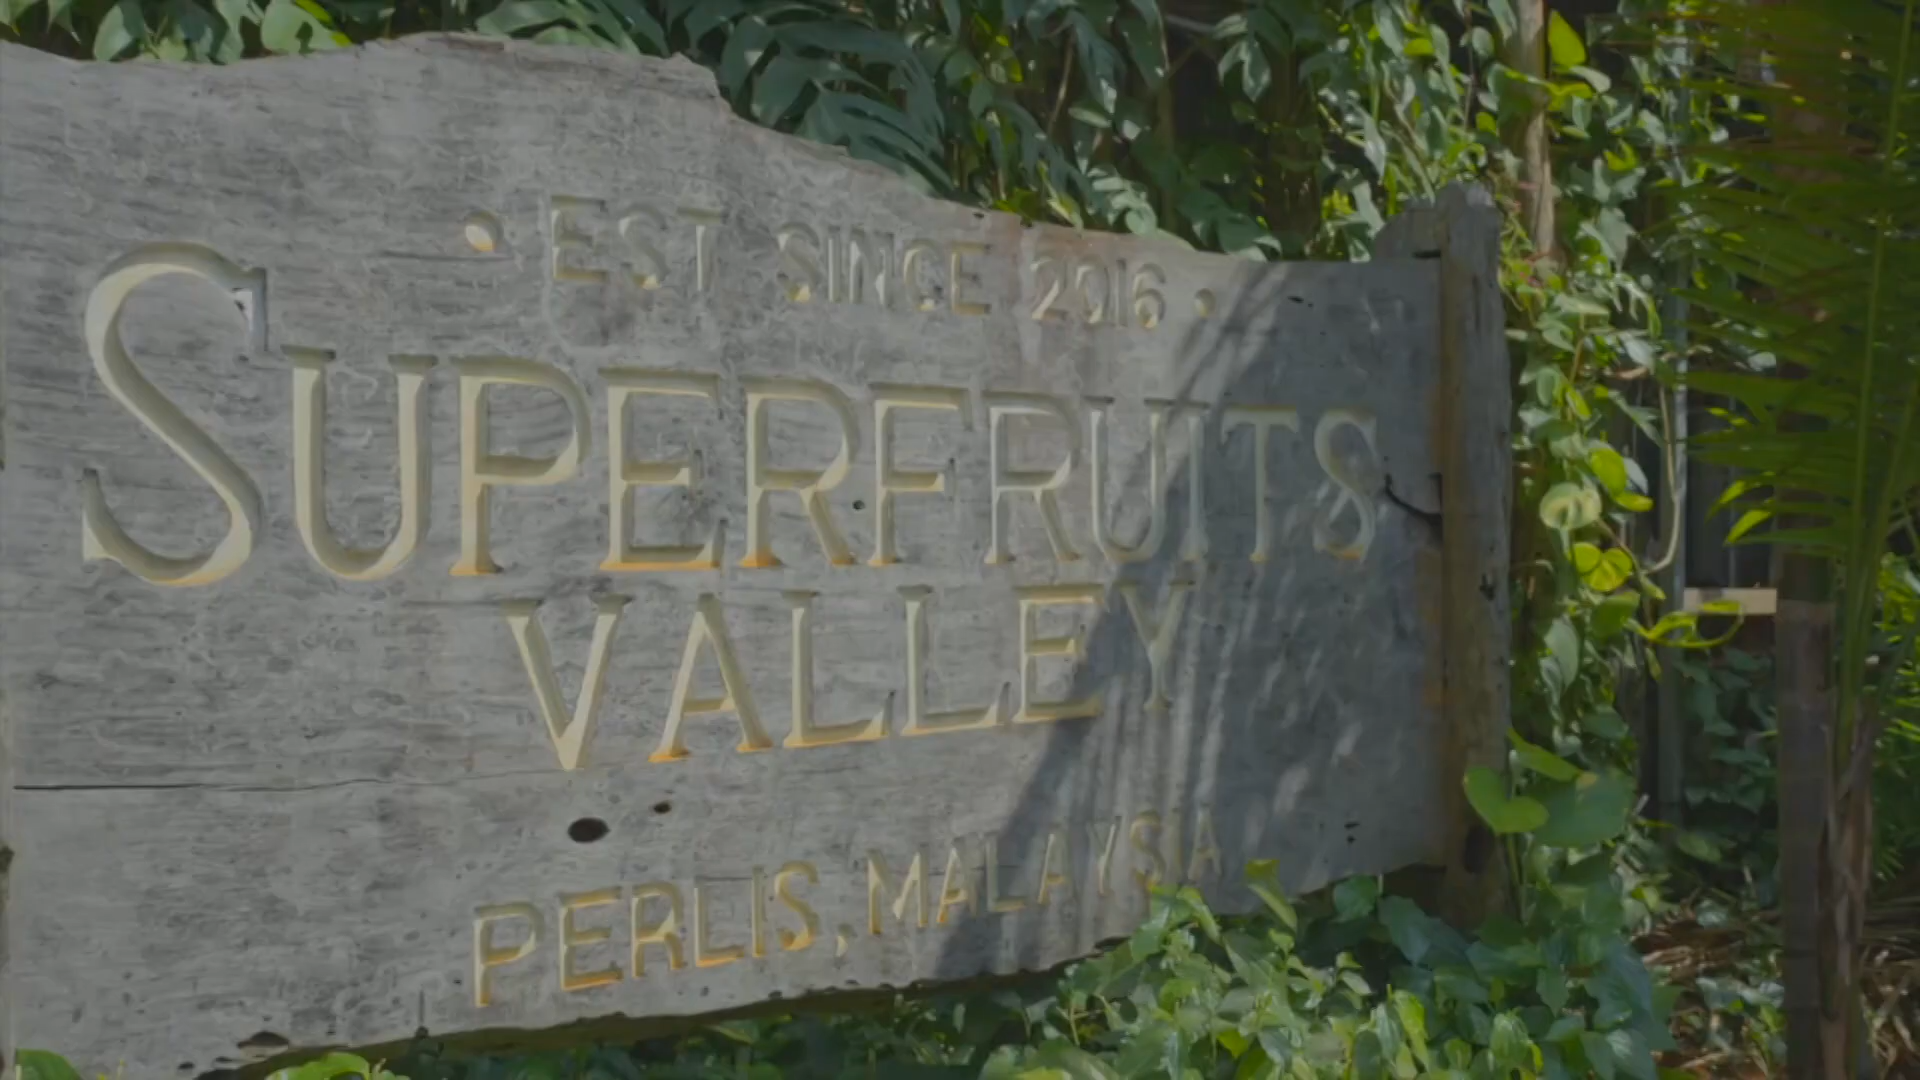 • EST SINCE 2016 •
SUPERFRUITS
VALLEY
PERLIS, MALAYSIA